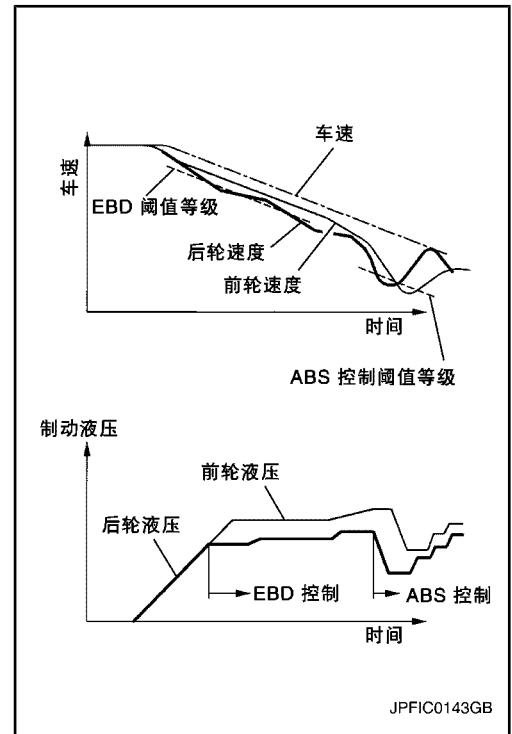 车速
车速
EBD 阈值等级
后轮速度
前轮速度
时间
ABS 控制阈值等级
制动液压
前轮液压
后轮液压
EBD 控制
ABS 控制
时间
JPFIC0143GB